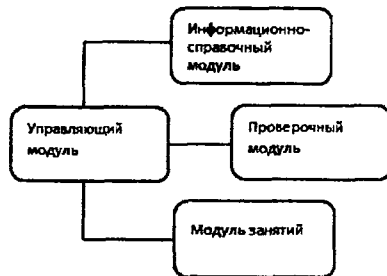 Информационно-
справочный
модуль
Управляющий
модуль
Проверочный
модуль
Модуль занятий